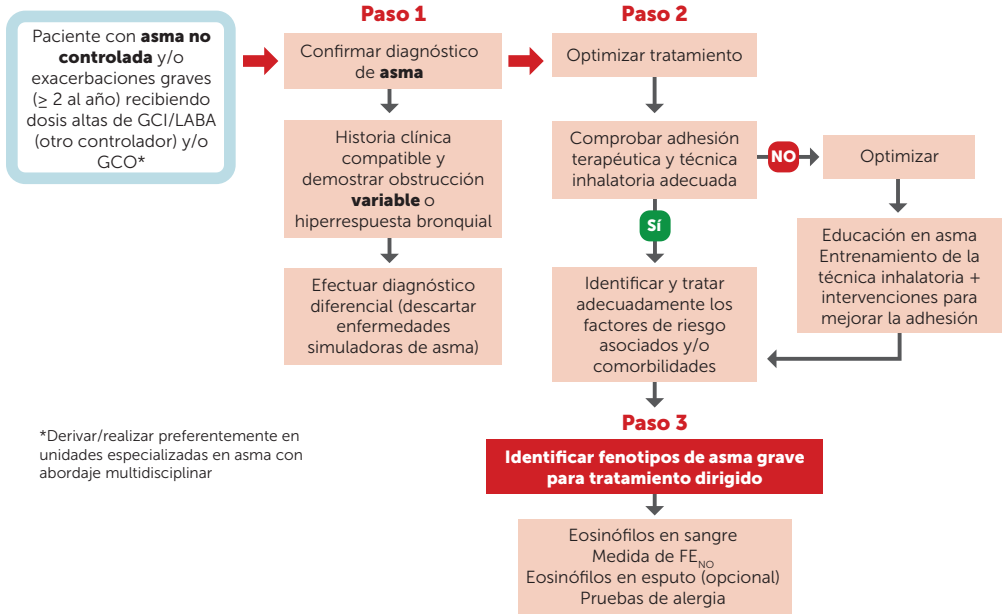 Paciente con asma no
controlada y/o
exacerbaciones graves
(≥ 2 al año) recibiendo
dosis altas de GCI/LABA
(otro controlador) y/o
GCO*
Paso 1
Confirmar diagnóstico
de asma
Historia clínica
compatible y
demostrar obstrucción
variable o
hiperrespuesta bronquial
Efectuar diagnóstico
diferencial (descartar
enfermedades
simuladoras de asma)
Paso 2
Optimizar tratamiento
Comprobar adhesión
terapéutica y técnica
inhalatoria adecuada
NO
Optimizar
Educación en asma
Entrenamiento de la
técnica inhalatoria +
intervenciones para
mejorar la adhesión
Sí
Identificar y tratar
adecuadamente los
factores de riesgo
asociados y/o
comorbilidades
Paso 3
Identificar fenotipos de asma grave
para tratamiento dirigido
Eosinófilos en sangre
Medida de FENO
Eosinófilos en esputo (opcional)
Pruebas de alergia
*Derivar/realizar preferentemente en
unidades especializadas en asma con
abordaje multidisciplinar